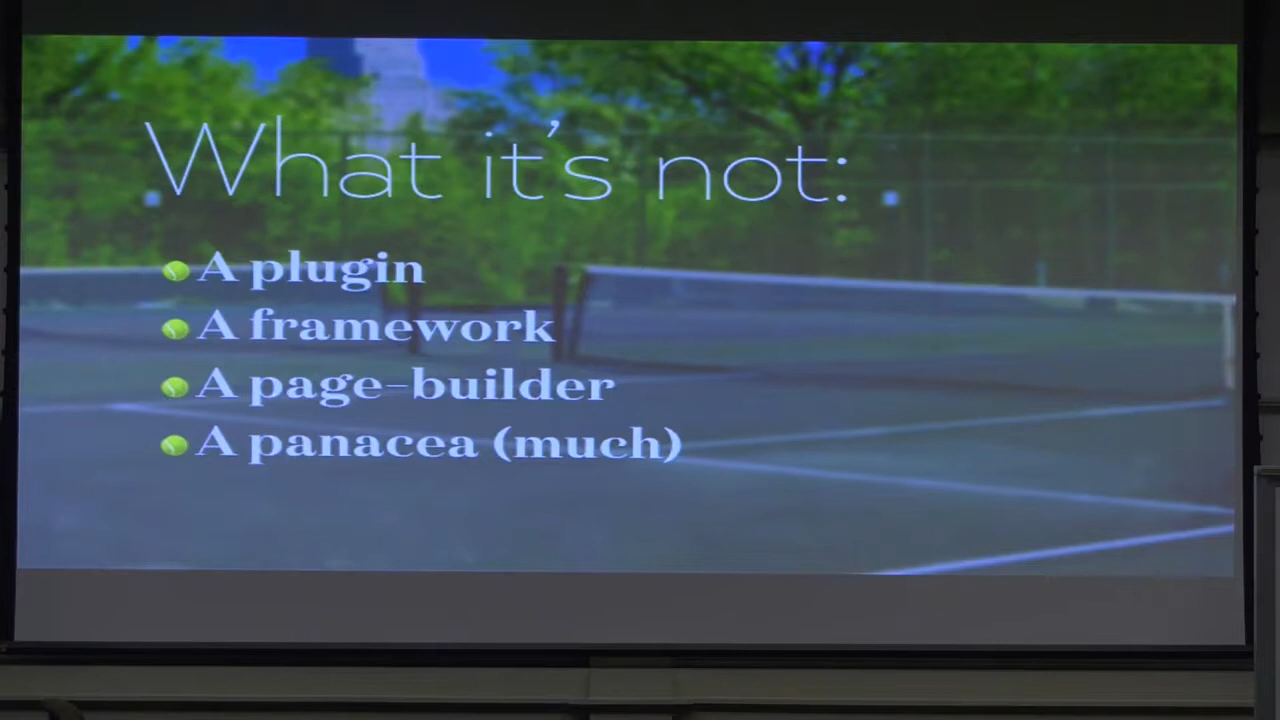 What it's not:
A plugin
A framework
A page-builder
A panacea (much)